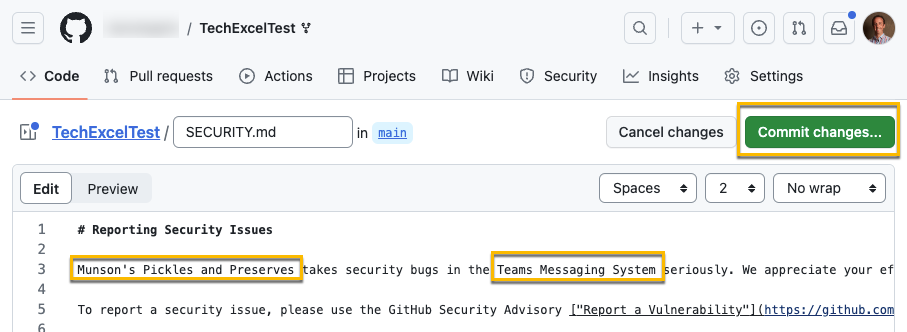 / TechExcelTest
Code Pull requests Actions Projects Wiki Security Insights Settings
TechExcelTest / SECURITY.md in main Cancel changes Commit changes...
Edit Preview Spaces 2 No wrap
1 # Reporting Security Issues
2
3 Munson's Pickles and Preserves takes security bugs in the Teams Messaging System seriously. We appreciate your ef
4
5 To report a security issue, please use the GitHub Security Advisory ["Report a Vulnerability"](https://github.com
6